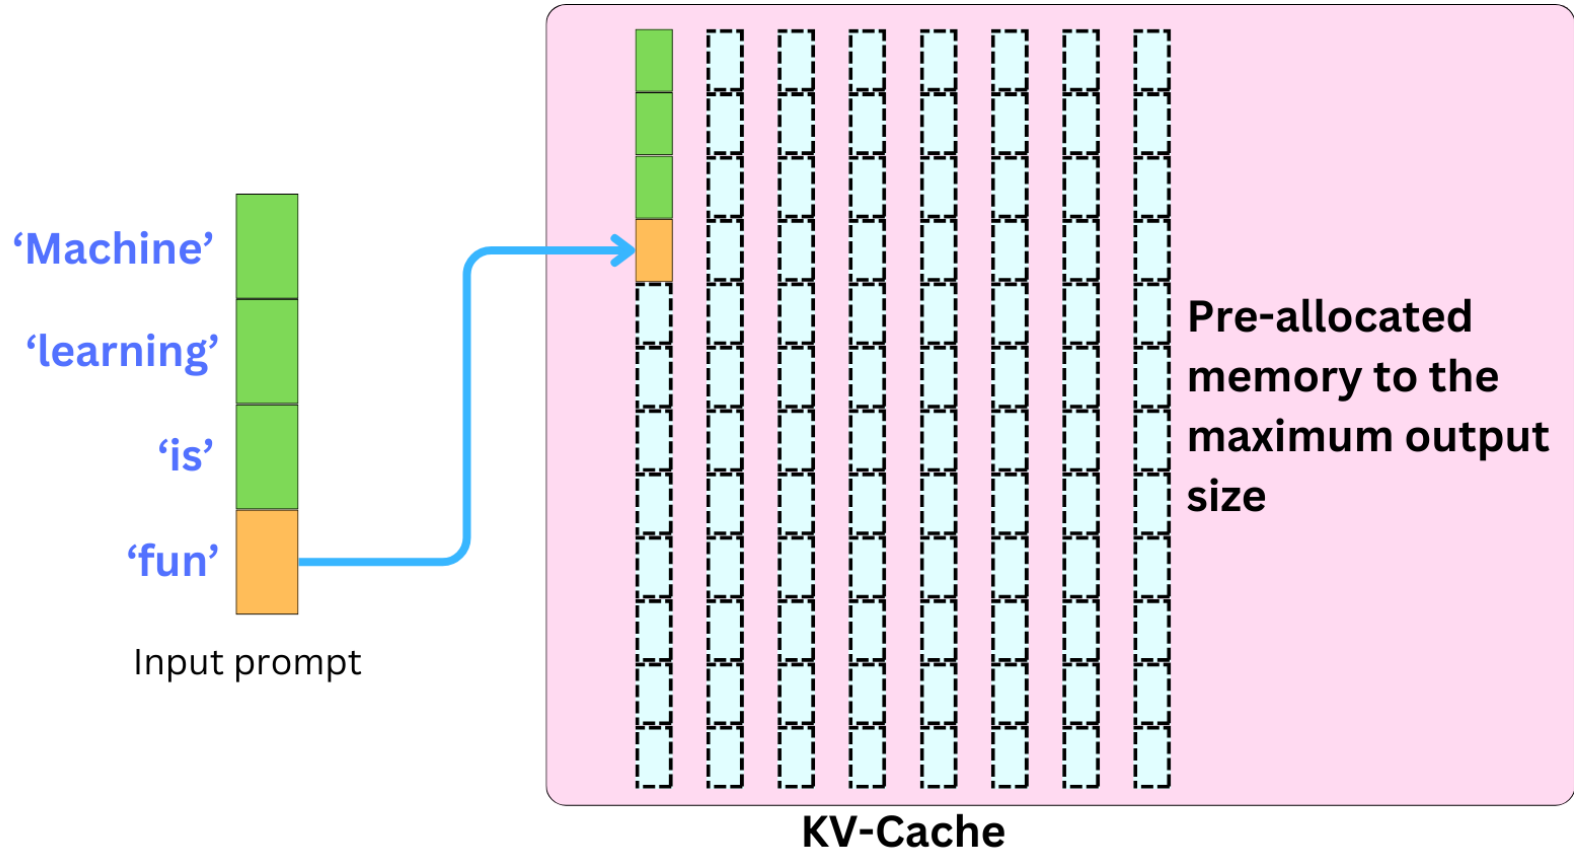 ‘Machine’
‘learning’
‘is’
‘fun’
Input prompt
Pre-allocated
memory to the
maximum output
size
KV-Cache